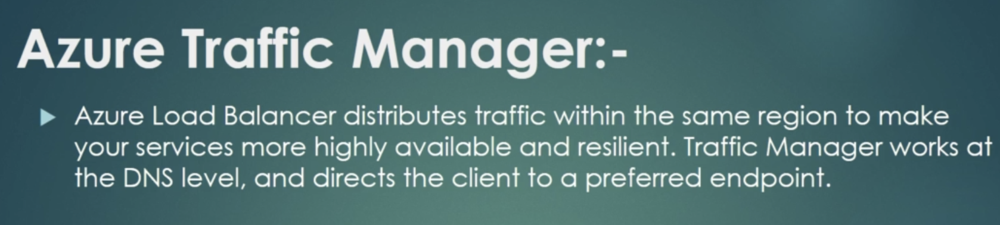 Azure Traffic Manager:-
Azure Load Balancer distributes traffic within the same region to make
your services more highly available and resilient. Traffic Manager works at
the DNS level, and directs the client to a preferred endpoint.